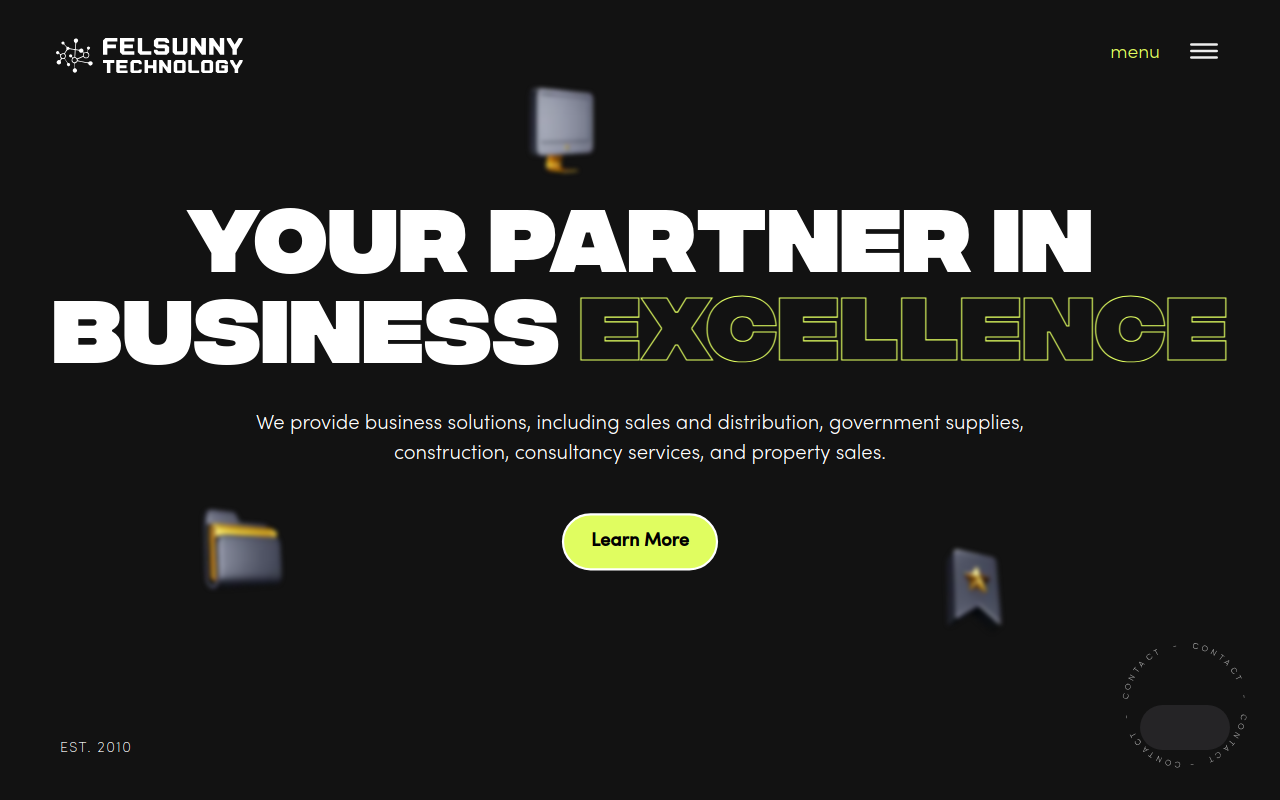 FELSUNNY
TECHNOLOGY
menu
YOUR PARTNER IN
BUSINESS EXCELLENCE
We provide business solutions, including sales and distribution, government supplies,
construction, consultancy services, and property sales.
Learn More
EST. 2010
CONTACT - CONTACT - CONTACT - CONTACT - CONTACT -